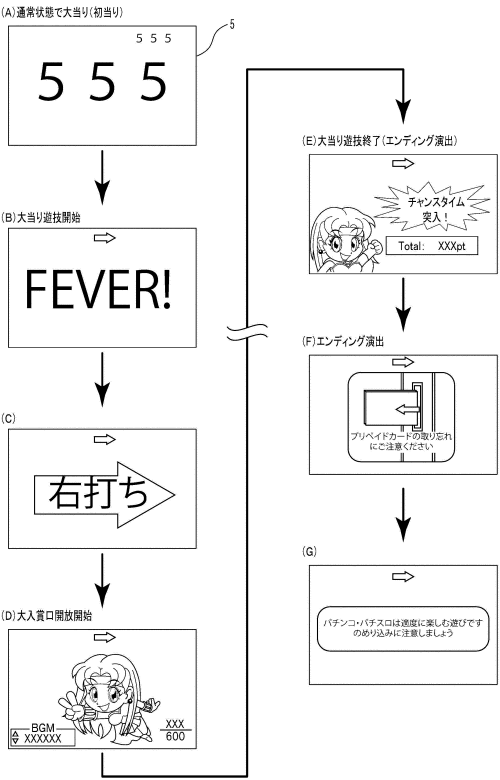 (A)通常状態で大当り(初当り)
5
5 5 5
5 5 5
(B)大当り遊技開始
FEVER!
(C)
右打ち
(D)大入賞口開放開始
BGM
XXXXXX
XXX
600
(E)大当り遊技終了(エンディング演出)
チャンスタイム
突入!
Total: XXXpt
(F)エンディング演出
プリペイドカードの取り忘れ
にご注意ください
(G)
パチンコ・パチスロは適度に楽しむ遊びです
のめり込みに注意しましょう